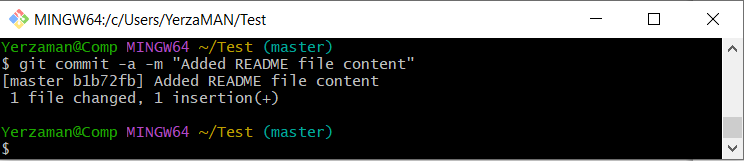 MINGW64:/c/Users/YerzaMAN/Test
Yerzaman@Comp MINGW64 ~/Test (master)
$ git commit -a -m "Added README file content"
[master b1b72fb] Added README file content
 1 file changed, 1 insertion(+)
Yerzaman@Comp MINGW64 ~/Test (master)
$